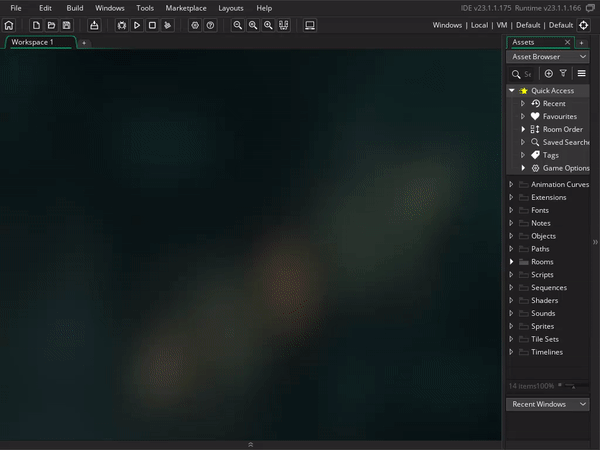 File Edit Build Windows Tools Marketplace Layouts Help IDE v23.1.1.175 Runtime v23.1.1.166
Windows | Local | VM | Default | Default
Workspace 1
Assets
Asset Browser
Quick Access
Recent
Favourites
Room Order
Saved Searche
Tags
Game Options
Animation Curves
Extensions
Fonts
Notes
Objects
Paths
Rooms
Scripts
Sequences
Shaders
Sounds
Sprites
Tile Sets
Timelines
14 items 100%
Recent Windows